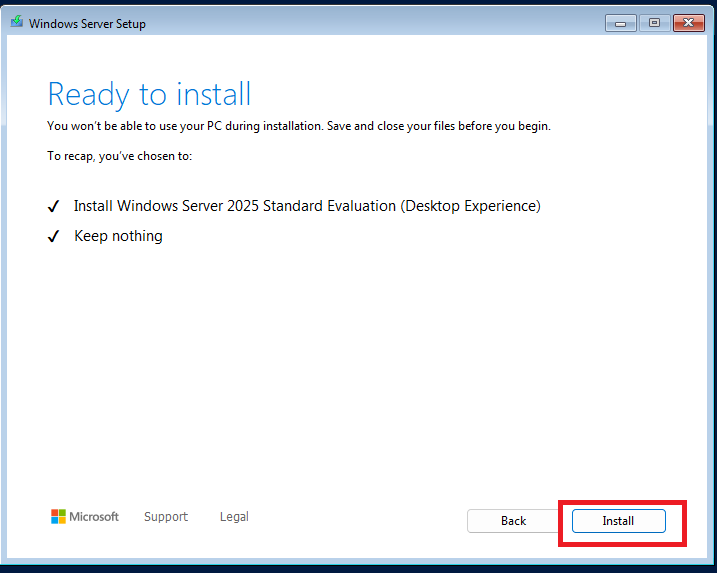 Windows Server Setup
Ready to install
You won't be able to use your PC during installation. Save and close your files before you begin.
To recap, you've chosen to:
Install Windows Server 2025 Standard Evaluation (Desktop Experience)
Keep nothing
Microsoft Support Legal Back Install